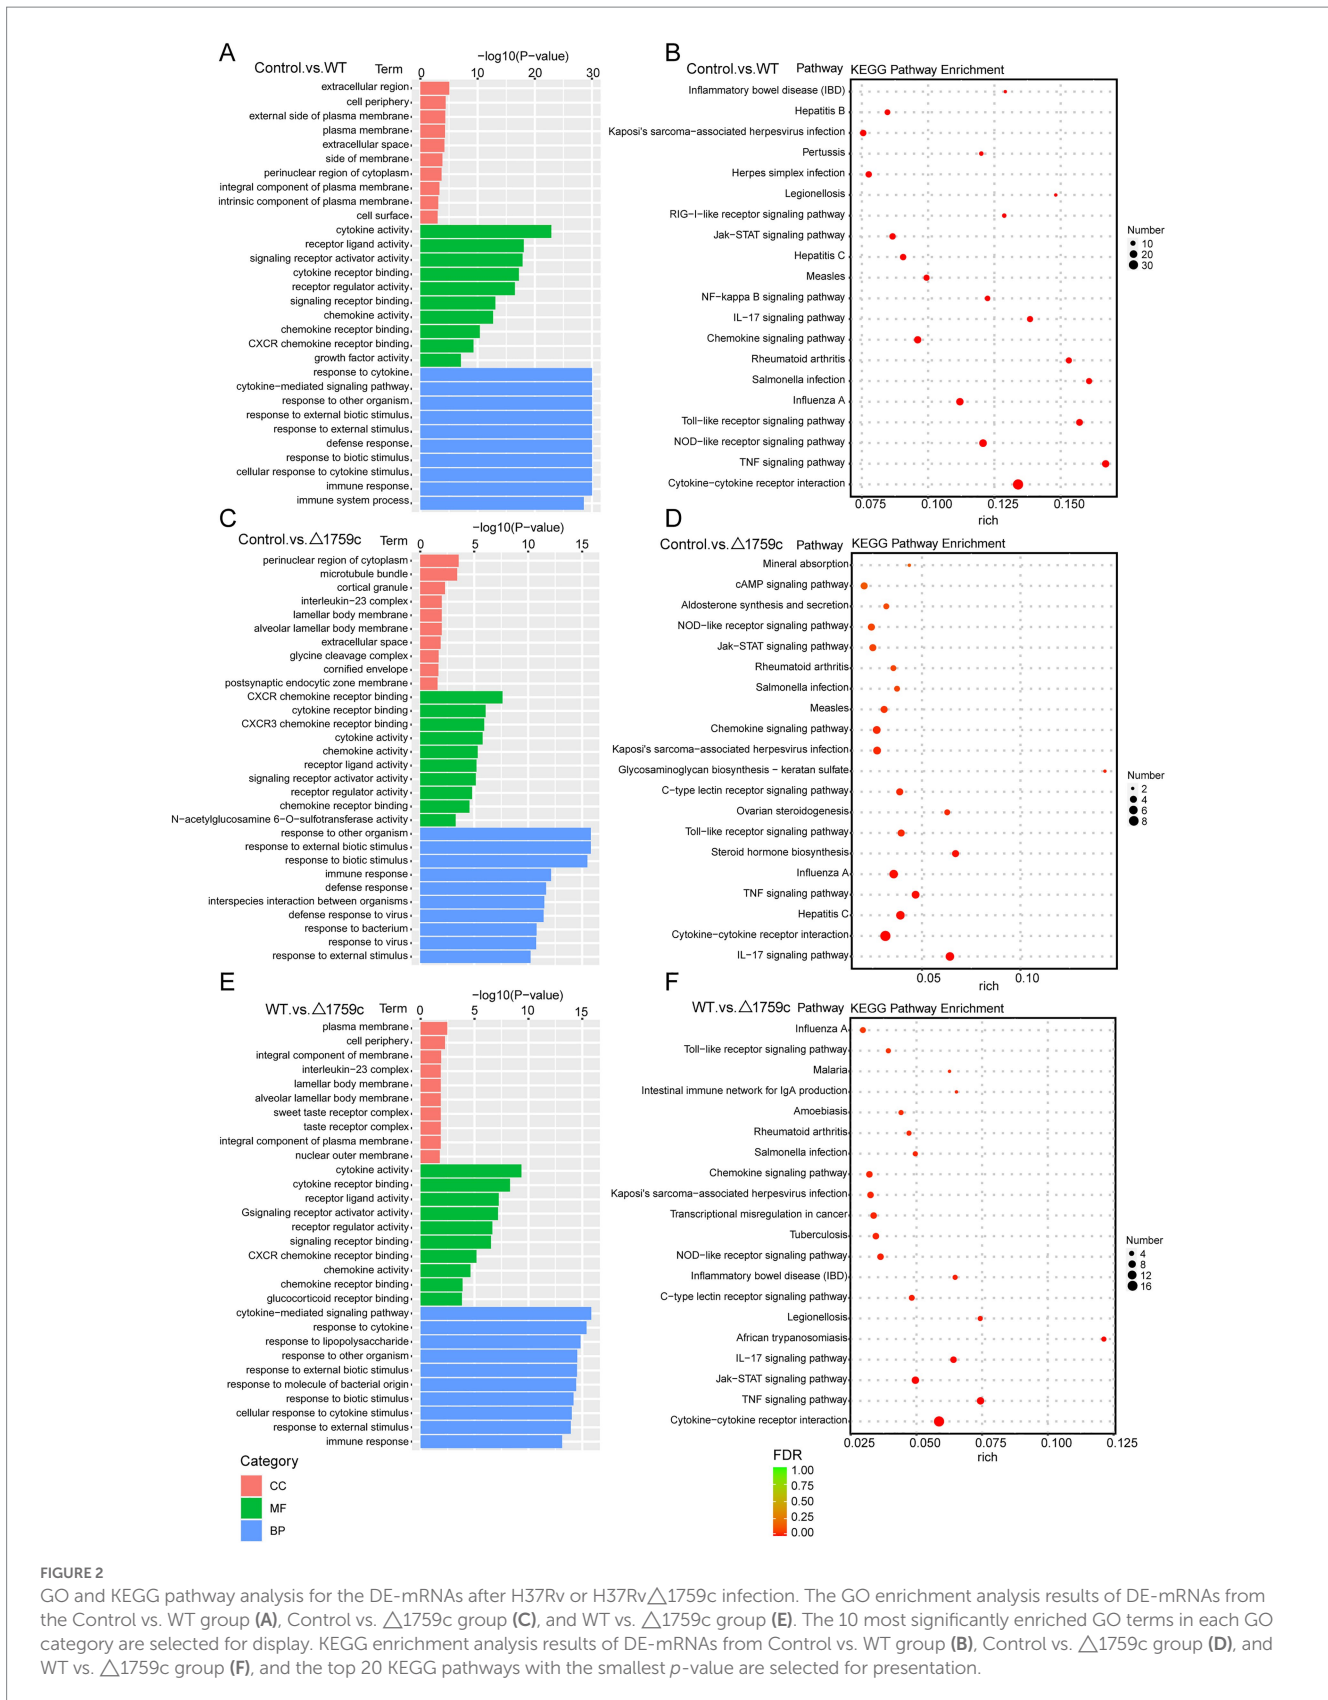 A
Control.vs.WT
Term
−log10(P−value)
0 10 20 30
extracellular region
cell periphery
external side of plasma membrane
plasma membrane
extracellular space
side of membrane
perinuclear region of cytoplasm
integral component of plasma membrane
intrinsic component of plasma membrane
cell surface
cytokine activity
receptor ligand activity
signaling receptor activator activity
cytokine receptor binding
receptor regulator activity
signaling receptor binding
chemokine activity
chemokine receptor binding
CXCR chemokine receptor binding
growth factor activity
response to cytokine
cytokine−mediated signaling pathway
response to other organism
response to external biotic stimulus
response to external stimulus
defense response
response to biotic stimulus
cellular response to cytokine stimulus
immune response
immune system process
B
Control.vs.WT
Pathway
KEGG Pathway Enrichment
Inflammatory bowel disease (IBD)
Hepatitis B
Kaposi's sarcoma−associated herpesvirus infection
Pertussis
Herpes simplex infection
Legionellosis
RIG−I−like receptor signaling pathway
Jak−STAT signaling pathway
Hepatitis C
Measles
NF−kappa B signaling pathway
IL−17 signaling pathway
Chemokine signaling pathway
Rheumatoid arthritis
Salmonella infection
Influenza A
Toll−like receptor signaling pathway
NOD−like receptor signaling pathway
TNF signaling pathway
Cytokine−cytokine receptor interaction
0.075 0.100 0.125 0.150
rich
Number
10
20
30
C
Control.vs.△1759c
Term
−log10(P−value)
0 5 10 15
perinuclear region of cytoplasm
microtubule bundle
cortical granule
interleukin−23 complex
lamellar body membrane
alveolar lamellar body membrane
extracellular space
glycine cleavage complex
cornified envelope
postsynaptic endocytic zone membrane
CXCR chemokine receptor binding
cytokine receptor binding
CXCR3 chemokine receptor binding
cytokine activity
chemokine activity
receptor ligand activity
signaling receptor activator activity
receptor regulator activity
chemokine receptor binding
N−acetylglucosamine 6−O−sulfotransferase activity
response to other organism
response to external biotic stimulus
response to biotic stimulus
immune response
defense response
interspecies interaction between organisms
defense response to virus
response to bacterium
response to virus
response to external stimulus
D
Control.vs.△1759c
Pathway
KEGG Pathway Enrichment
Mineral absorption
cAMP signaling pathway
Aldosterone synthesis and secretion
NOD−like receptor signaling pathway
Jak−STAT signaling pathway
Rheumatoid arthritis
Salmonella infection
Measles
Chemokine signaling pathway
Kaposi's sarcoma−associated herpesvirus infection
Glycosaminoglycan biosynthesis − keratan sulfate
C−type lectin receptor signaling pathway
Ovarian steroidogenesis
Toll−like receptor signaling pathway
Steroid hormone biosynthesis
Influenza A
TNF signaling pathway
Hepatitis C
Cytokine−cytokine receptor interaction
IL−17 signaling pathway
0.05 0.10
rich
Number
2
4
6
8
E
WT.vs.△1759c
Term
−log10(P−value)
0 5 10 15
plasma membrane
cell periphery
integral component of membrane
interleukin−23 complex
lamellar body membrane
alveolar lamellar body membrane
sweet taste receptor complex
taste receptor complex
integral component of plasma membrane
nuclear outer membrane
cytokine activity
cytokine receptor binding
receptor ligand activity
Gsignaling receptor activator activity
receptor regulator activity
signaling receptor binding
CXCR chemokine receptor binding
chemokine activity
chemokine receptor binding
glucocorticoid receptor binding
cytokine−mediated signaling pathway
response to cytokine
response to lipopolysaccharide
response to other organism
response to external biotic stimulus
response to molecule of bacterial origin
response to biotic stimulus
cellular response to cytokine stimulus
response to external stimulus
immune response
Category
CC
MF
BP
F
WT.vs.△1759c
Pathway
KEGG Pathway Enrichment
Influenza A
Toll−like receptor signaling pathway
Malaria
Intestinal immune network for IgA production
Amoebiasis
Rheumatoid arthritis
Salmonella infection
Chemokine signaling pathway
Kaposi's sarcoma−associated herpesvirus infection
Transcriptional misregulation in cancer
Tuberculosis
NOD−like receptor signaling pathway
Inflammatory bowel disease (IBD)
C−type lectin receptor signaling pathway
Legionellosis
African trypanosomiasis
IL−17 signaling pathway
Jak−STAT signaling pathway
TNF signaling pathway
Cytokine−cytokine receptor interaction
0.025 0.050 0.075 0.100 0.125
rich
Number
4
8
12
16
FDR
1.00
0.75
0.50
0.25
0.00
FIGURE 2
GO and KEGG pathway analysis for the DE-mRNAs after H37Rv or H37Rv△1759c infection. The GO enrichment analysis results of DE-mRNAs from
the Control vs. WT group (A), Control vs. △1759c group (C), and WT vs. △1759c group (E). The 10 most significantly enriched GO terms in each GO
category are selected for display. KEGG enrichment analysis results of DE-mRNAs from Control vs. WT group (B), Control vs. △1759c group (D), and
WT vs. △1759c group (F), and the top 20 KEGG pathways with the smallest p-value are selected for presentation.